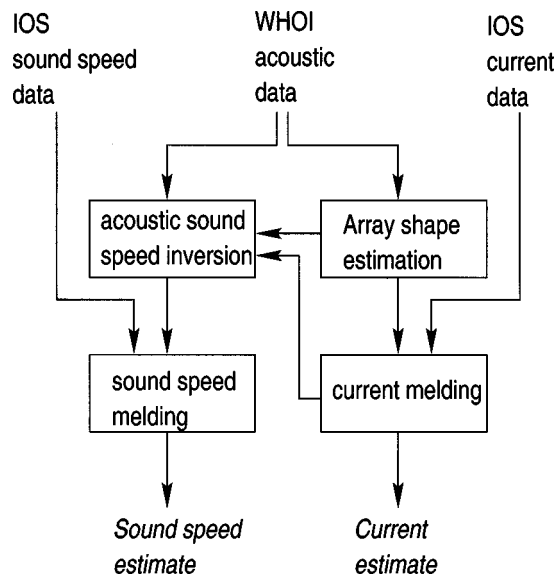 IOS
sound speed
data
WHOI
acoustic
data
IOS
current
data
acoustic sound
speed inversion
Array shape
estimation
sound speed
melding
current melding
Sound speed
estimate
Current
estimate